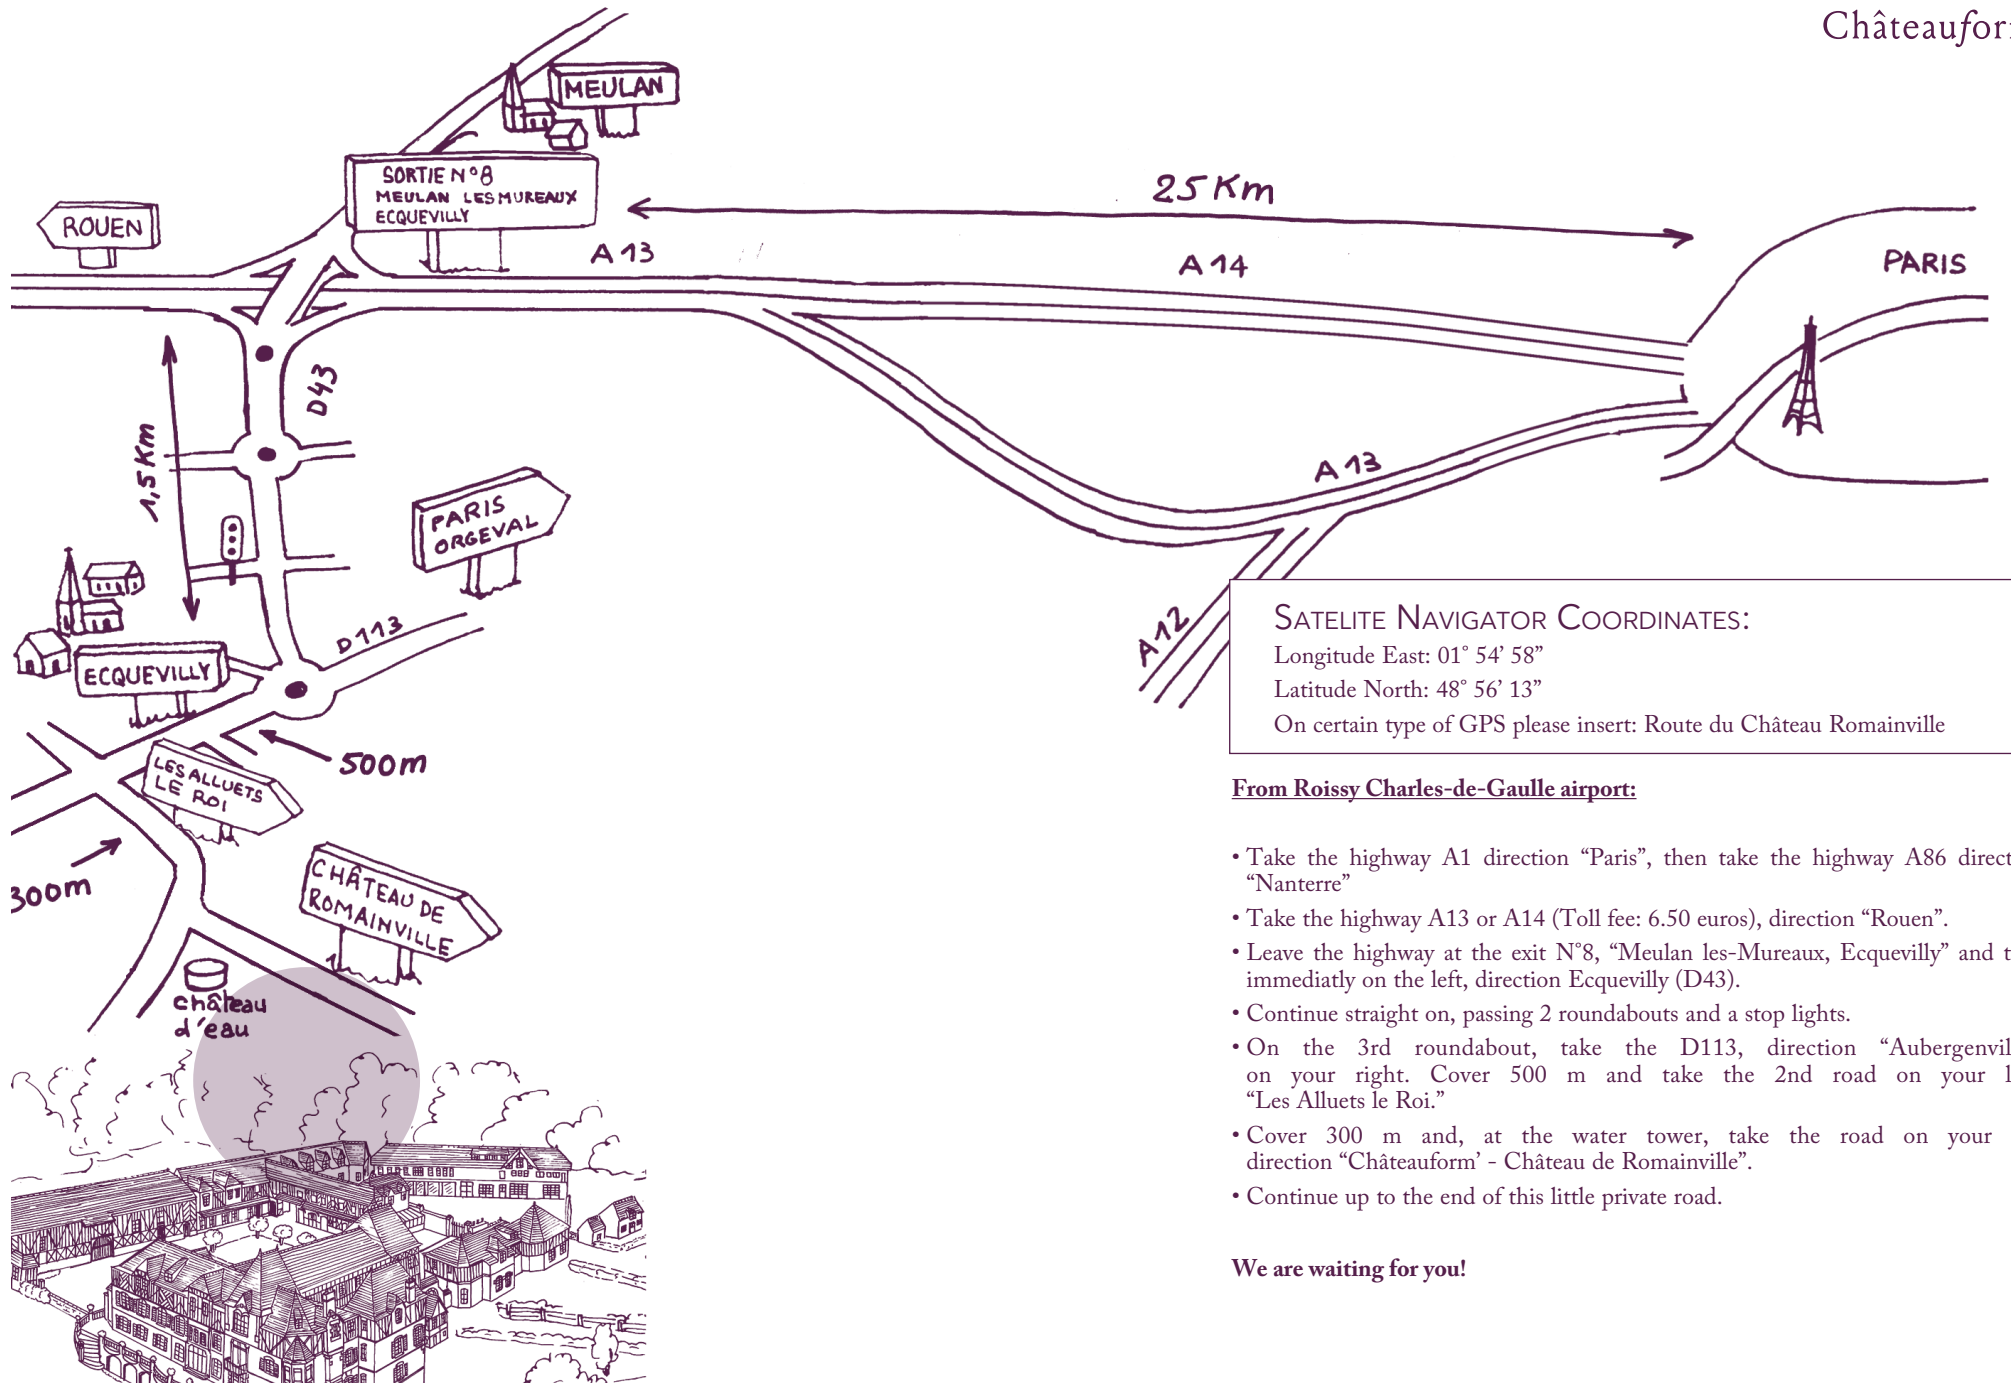 Châteaufor
MEULAN
SORTIE N°8
MEULAN LES MUREAUX
ECQUEVILLY
ROUEN
25 Km
A 13
A 14
PARIS
D43
1,5 Km
A 13
PARIS
ORGEVAL
D 113
A12
ECQUEVILLY
500m
LES ALLUETS
LE ROI
300m
CHÂTEAU DE
ROMAINVILLE
château
d'eau
SATELITE NAVIGATOR COORDINATES:
Longitude East: 01° 54’ 58”
Latitude North: 48° 56’ 13”
On certain type of GPS please insert: Route du Château Romainville
From Roissy Charles-de-Gaulle airport:
• Take the highway A1 direction “Paris”, then take the highway A86 direct
“Nanterre”
• Take the highway A13 or A14 (Toll fee: 6.50 euros), direction “Rouen”.
• Leave the highway at the exit N°8, “Meulan les-Mureaux, Ecquevilly” and t
immediatly on the left, direction Ecquevilly (D43).
• Continue straight on, passing 2 roundabouts and a stop lights.
• On the 3rd roundabout, take the D113, direction “Aubergenvil
on your right. Cover 500 m and take the 2nd road on your l
“Les Alluets le Roi.”
• Cover 300 m and, at the water tower, take the road on your
direction “Châteauform’ - Château de Romainville”.
• Continue up to the end of this little private road.
We are waiting for you!